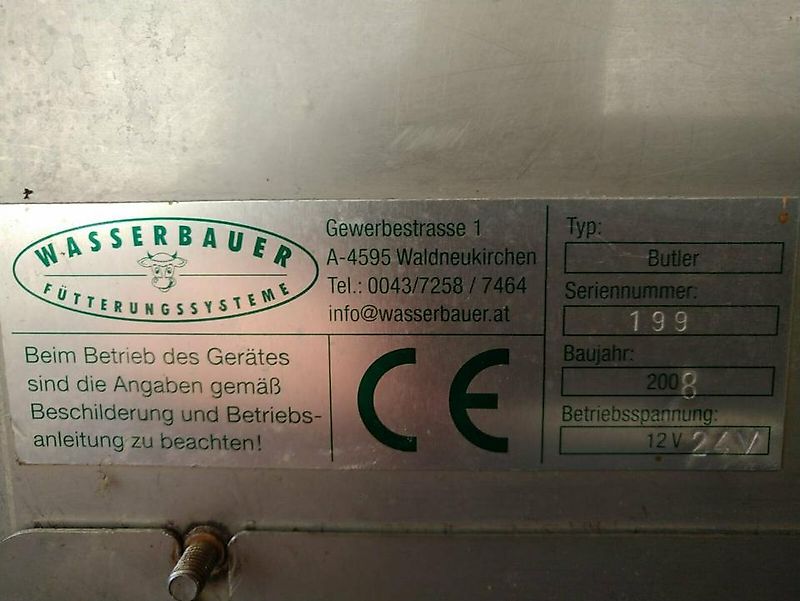 WASSERBAUER
FÜTTERUNGSSYSTEME
Gewerbestrasse 1
A-4595 Waldneukirchen
Tel.: 0043/7258 / 7464
info@wasserbauer.at
Beim Betrieb des Gerätes
sind die Angaben gemäß
Beschilderung und Betriebs-
anleitung zu beachten!
CE
Typ:
Butler
Seriennummer:
199
Baujahr:
2008
Betriebsspannung:
12 V 24V